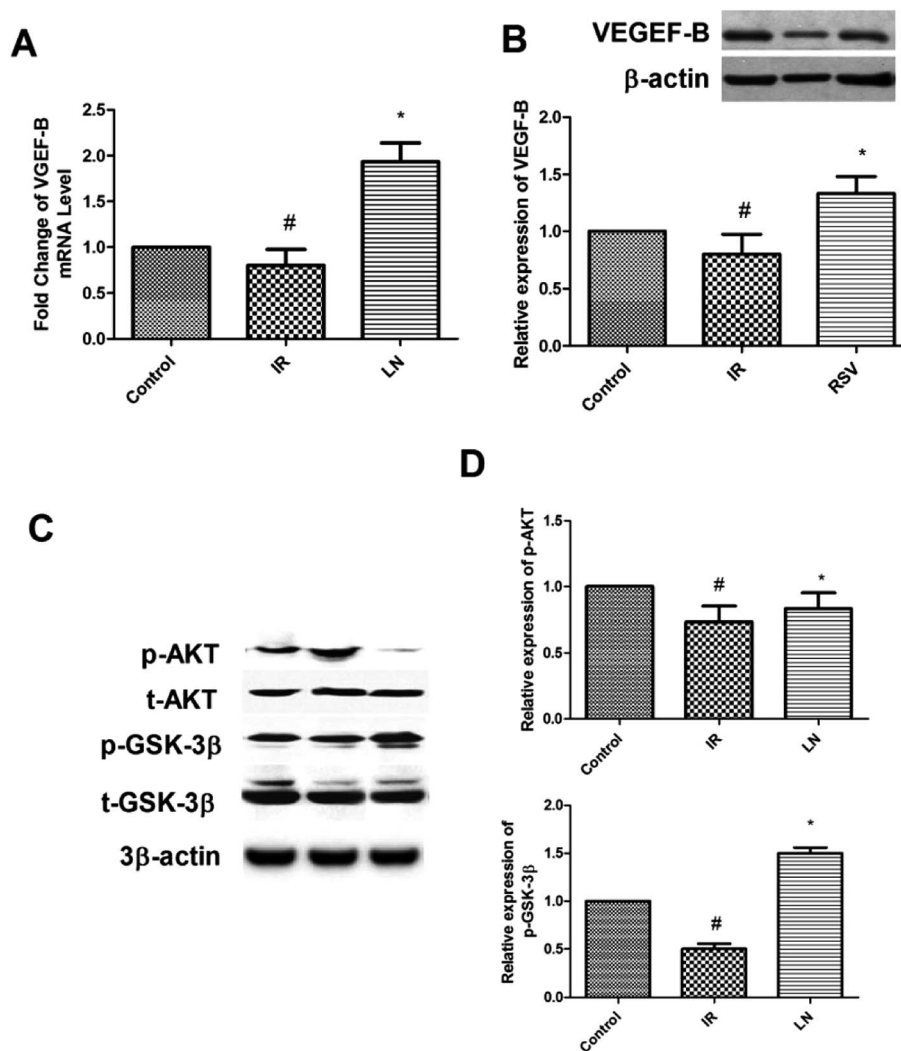 A
Fold Change of VGEF-B
mRNA Level
2.5
2.0
1.5
1.0
0.5
0.0
*
#
Control
IR
LN
B
VEGEF-B
β-actin
Relative expression of VEGF-B
2.0
1.5
1.0
0.5
0.0
*
#
Control
IR
RSV
C
p-AKT
t-AKT
p-GSK-3β
t-GSK-3β
3β-actin
D
Relative expression of p-AKT
1.5
1.0
0.5
0.0
#
*
Control
IR
LN
Relative expression of
p-GSK-3β
2.0
1.5
1.0
0.5
0.0
*
#
Control
IR
LN